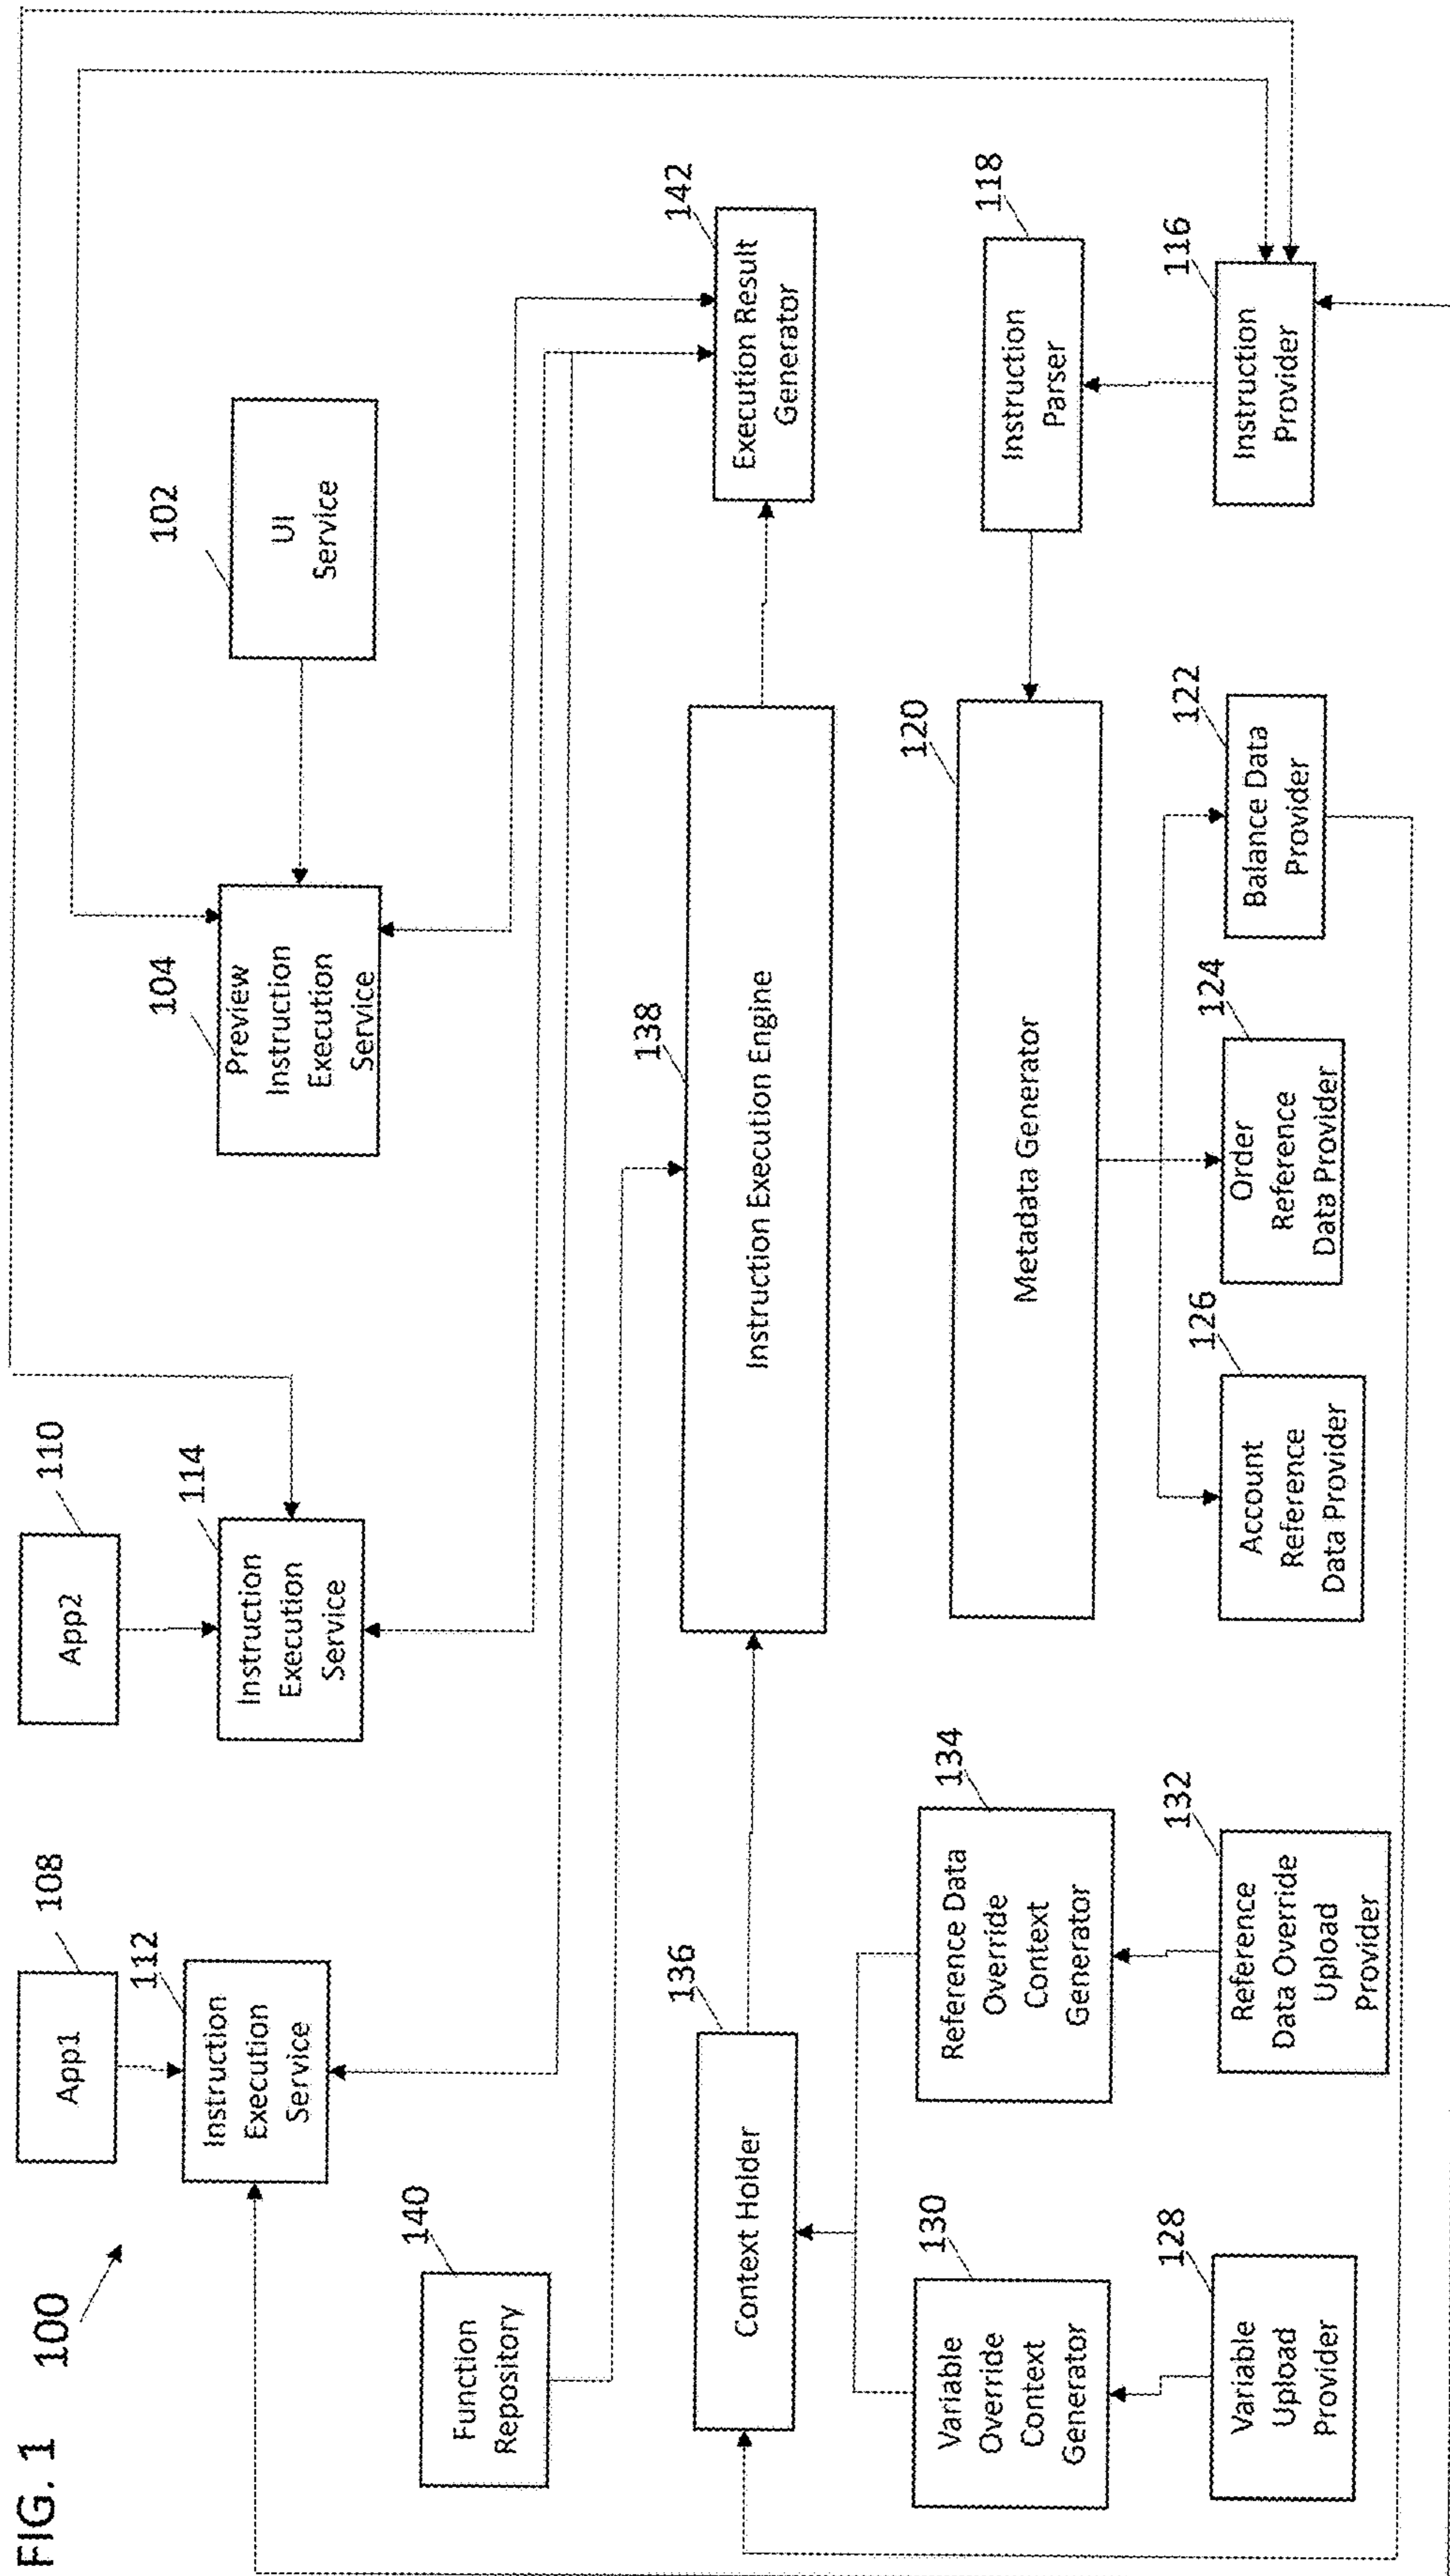 FIG. 1
100
App1
108
App2
110
Instruction
Execution
Service
112
Instruction
Execution
Service
114
Preview
Instruction
Execution
Service
104
UI
Service
102
Function
Repository
140
Context Holder
136
Instruction Execution Engine
138
Execution Result
Generator
142
Variable
Override
Context
Generator
130
Reference Data
Override
Context
Generator
134
Metadata Generator
120
Instruction
Parser
118
Variable
Upload
Provider
128
Reference
Data Override
Upload
Provider
132
Account
Reference
Data Provider
126
Order
Reference
Data Provider
124
Balance Data
Provider
122
Instruction
Provider
116